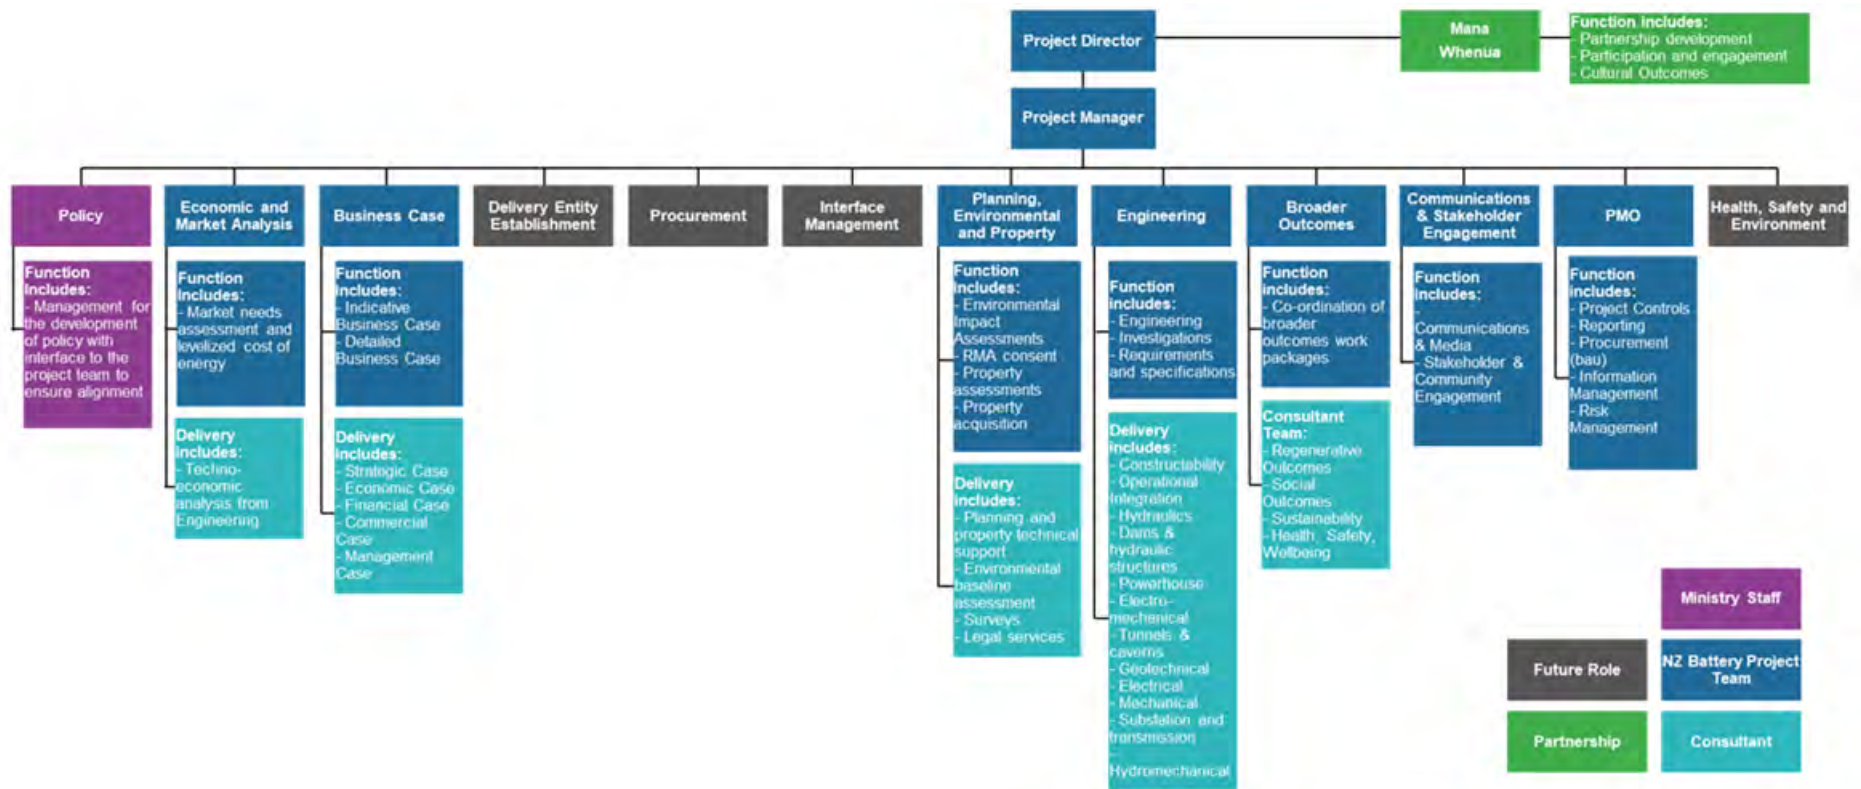 Project Director
Mana
Whenua
Function includes:
- Partnership development
- Participation and engagement
- Cultural Outcomes
Project Manager
Policy
Function
includes:
- Management for
the development
of policy with
interface to the
project team to
ensure alignment
Economic and
Market Analysis
Function
includes:
- Market needs
assessment and
levelized cost of
energy
Delivery
includes:
- Techno-
economic
analysis from
Engineering
Business Case
Function
includes:
- Indicative
Business Case
- Detailed
Business Case
Delivery
includes:
- Strategic Case
- Economic Case
- Financial Case
- Commercial
Case
- Management
Case
Delivery Entity
Establishment
Procurement
Interface
Management
Planning,
Environmental
and Property
Function
includes:
- Environmental
Impact
Assessments
- RMA consent
- Property
assessments
- Property
acquisition
Delivery
includes:
- Planning and
property technical
support
- Environmental
baseline
assessment
- Surveys
- Legal services
Engineering
Function
includes:
- Engineering
- Investigations
- Requirements
and specifications
Delivery
includes:
- Constructability
- Operational
Integration
- Hydraulics
- Dams &
hydraulic
structures
- Powerhouse
- Electro-
mechanical
- Tunnels &
caverns
- Geotechnical
- Electrical
- Mechanical
- Substation and
transmission
-
Hydromechanical
Broader
Outcomes
Function
includes:
- Co-ordination of
broader
outcomes work
packages
Consultant
Team:
- Regenerative
Outcomes
- Social
Outcomes
- Sustainability
- Health, Safety,
Wellbeing
Communications
& Stakeholder
Engagement
Function
includes:
-
Communications
& Media
- Stakeholder &
Community
Engagement
PMO
Function
includes:
- Project Controls
- Reporting
- Procurement
(bau)
- Information
Management
- Risk
Management
Health, Safety and
Environment
Ministry Staff
Future Role
NZ Battery Project
Team
Partnership
Consultant